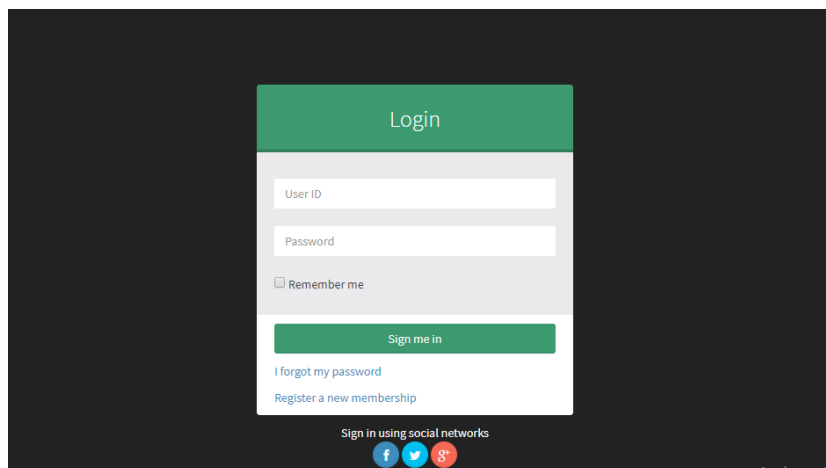 Login
User ID
Password
Remember me
Sign me in
I forgot my password
Register a new membership
Sign in using social networks
f g+